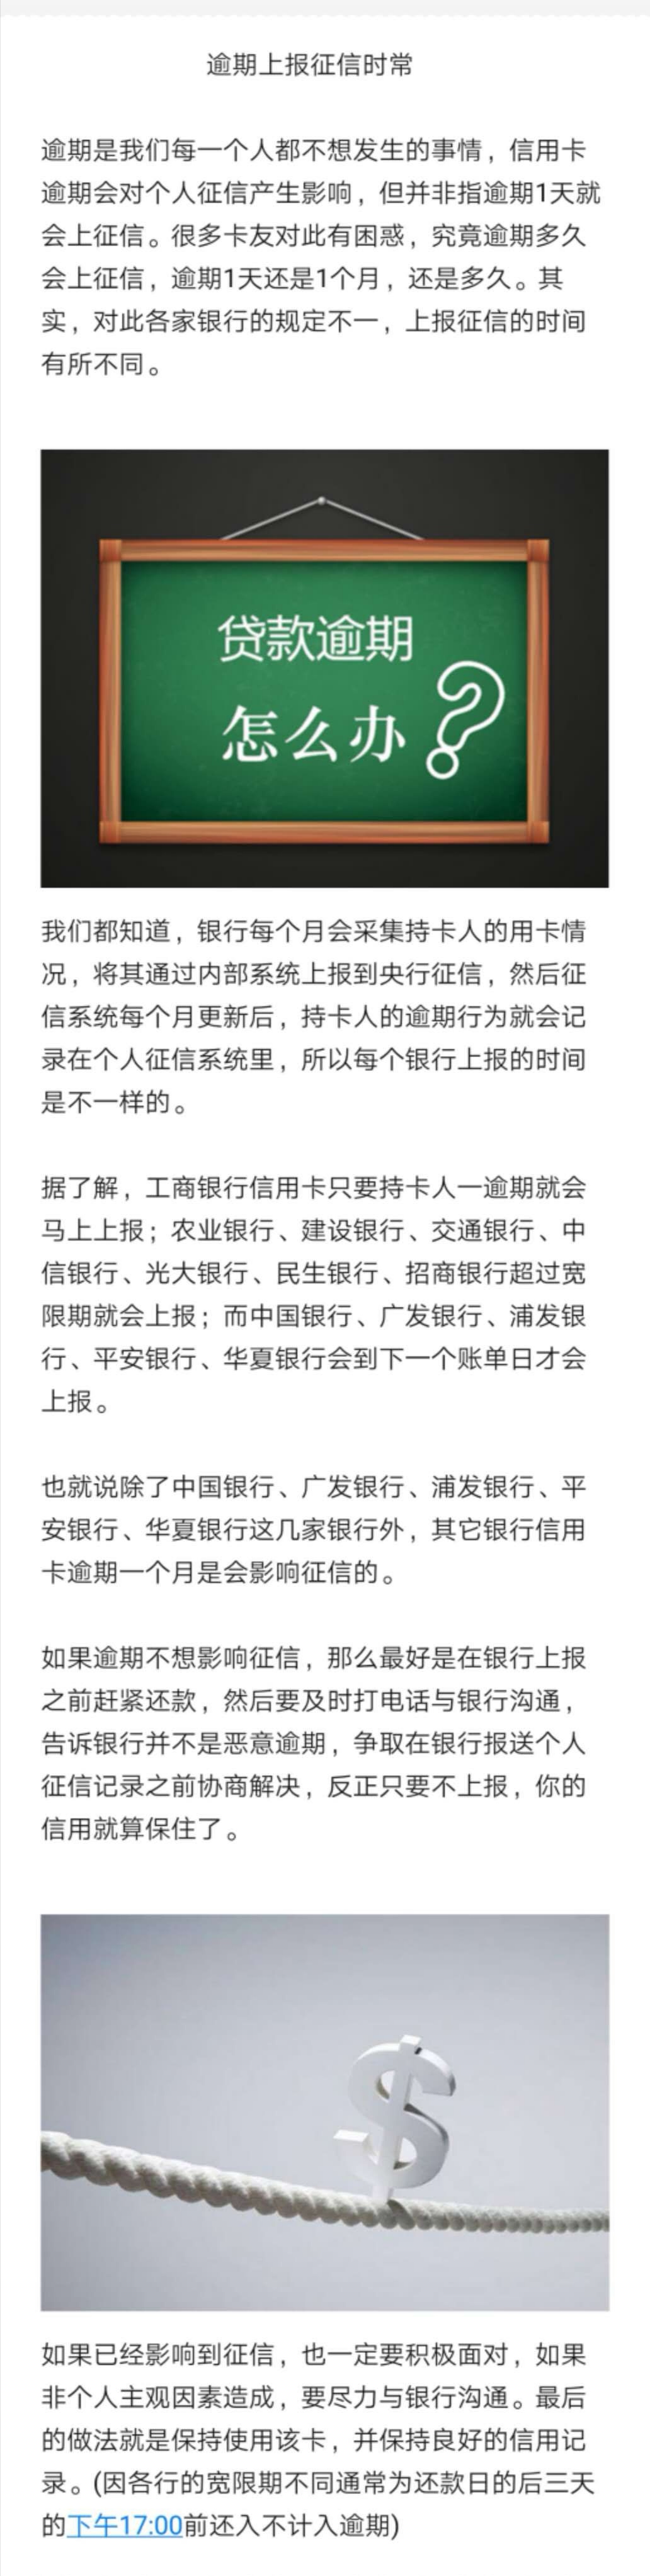 逾期上报征信时常
逾期是我们每一个人都不想发生的事情，信用卡
逾期会对个人征信产生影响，但并非指逾期1天就
会上征信。很多卡友对此有困惑，究竟逾期多久
会上征信，逾期1天还是1个月，还是多久。其
实，对此各家银行的规定不一，上报征信的时间
有所不同。
贷款逾期
怎么办？
我们都知道，银行每个月会采集持卡人的用卡情
况，将其通过内部系统上报到央行征信，然后征
信系统每个月更新后，持卡人的逾期行为就会记
录在个人征信系统里，所以每个银行上报的时间
是不一样的。
据了解，工商银行信用卡只要持卡人一逾期就会
马上上报；农业银行、建设银行、交通银行、中
信银行、光大银行、民生银行、招商银行超过宽
限期就会上报；而中国银行、广发银行、浦发银
行、平安银行、华夏银行会到下一个账单日才会
上报。
也就说除了中国银行、广发银行、浦发银行、平
安银行、华夏银行这几家银行外，其它银行信用
卡逾期一个月是会影响征信的。
如果逾期不想影响征信，那么最好是在银行上报
之前赶紧还款，然后要及时打电话与银行沟通，
告诉银行并不是恶意逾期，争取在银行报送个人
征信记录之前协商解决，反正只要不上报，你的
信用就算保住了。
如果已经影响到征信，也一定要积极面对，如果
非个人主观因素造成，要尽力与银行沟通。最后
的做法就是保持使用该卡，并保持良好的信用记
录。(因各行的宽限期不同通常为还款日的后三天
的下午17:00前还入不计入逾期)